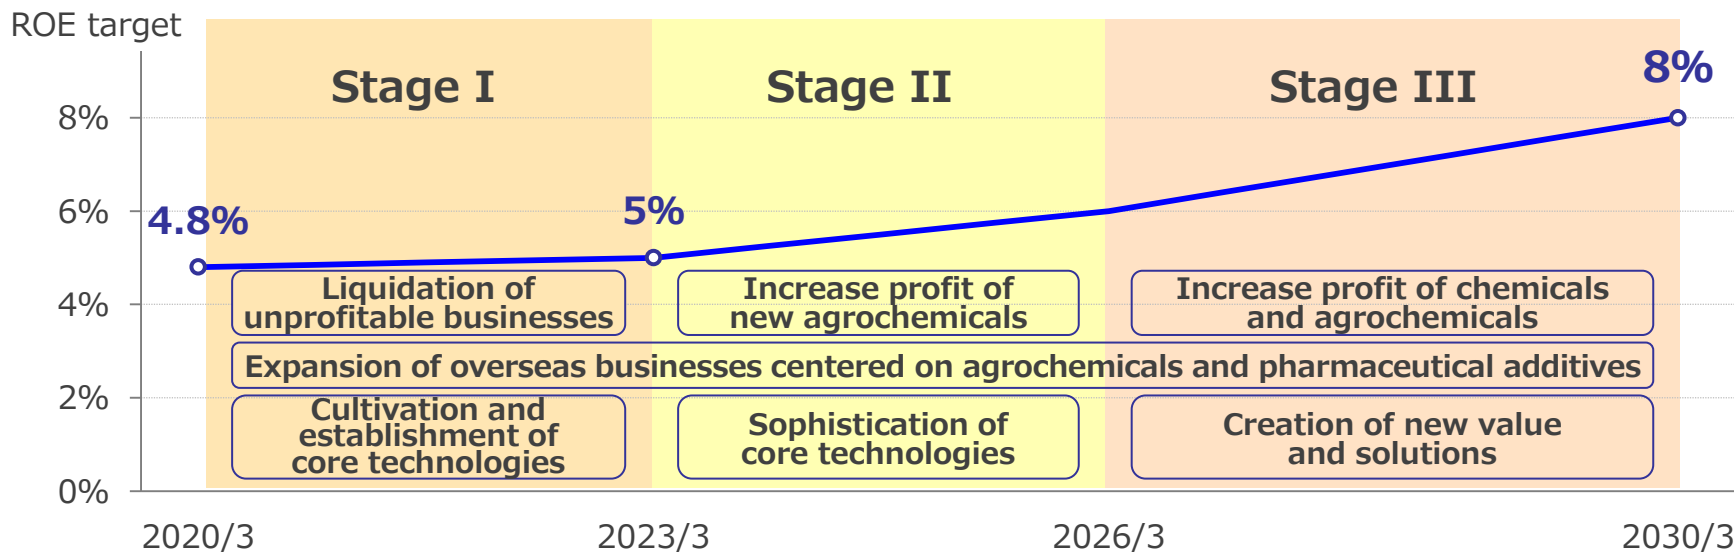 ROE target
Stage I
Stage II
Stage III
8%
8%
6%
4.8%
5%
4%
Liquidation of
unprofitable businesses
Increase profit of
new agrochemicals
Increase profit of chemicals
and agrochemicals
Expansion of overseas businesses centered on agrochemicals and pharmaceutical additives
2%
Cultivation and
establishment of
core technologies
Sophistication of
core technologies
Creation of new value
and solutions
0%
2020/3
2023/3
2026/3
2030/3